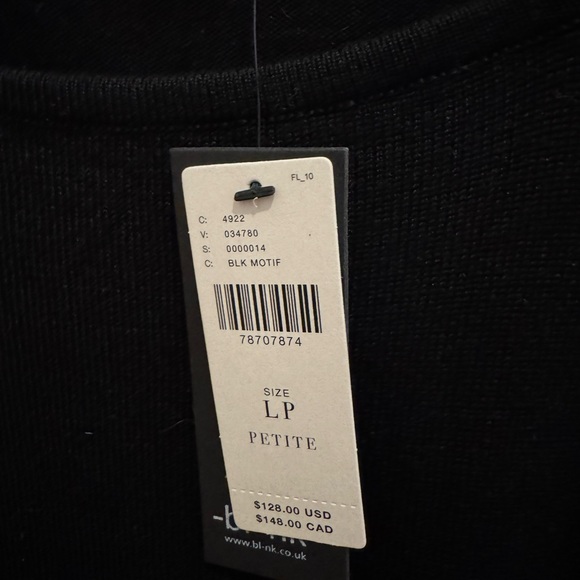 FL_10
C: 4922
V: 034780
S: 0000014
C: BLK MOTIF
78707874
SIZE
LP
PETITE
$128.00 USD
$148.00 CAD
www.bl-nk.co.uk